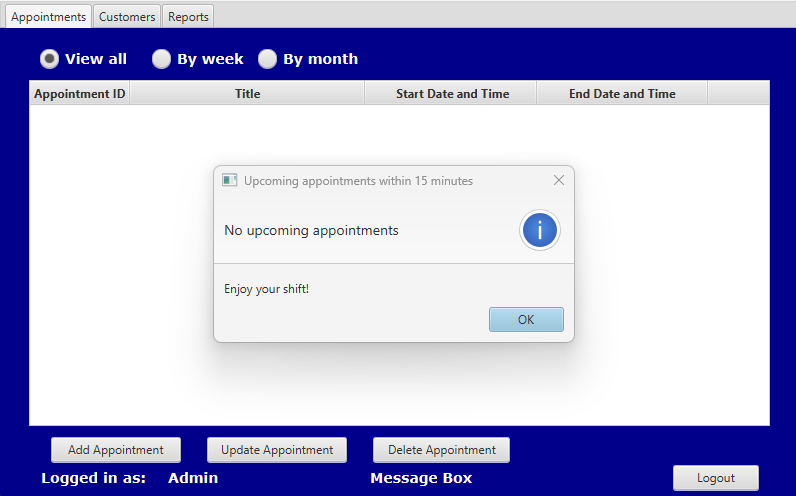 Appointments Customers Reports
View all By week By month
Appointment ID Title Start Date and Time End Date and Time
Upcoming appointments within 15 minutes
No upcoming appointments
i
Enjoy your shift!
OK
Add Appointment Update Appointment Delete Appointment
Logged in as: Admin Message Box Logout